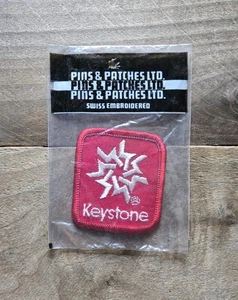 PINS & PATCHES LTD.
PINS & PATCHES LTD.
PINS & PATCHES LTD.
SWISS EMBROIDERED
Keystone